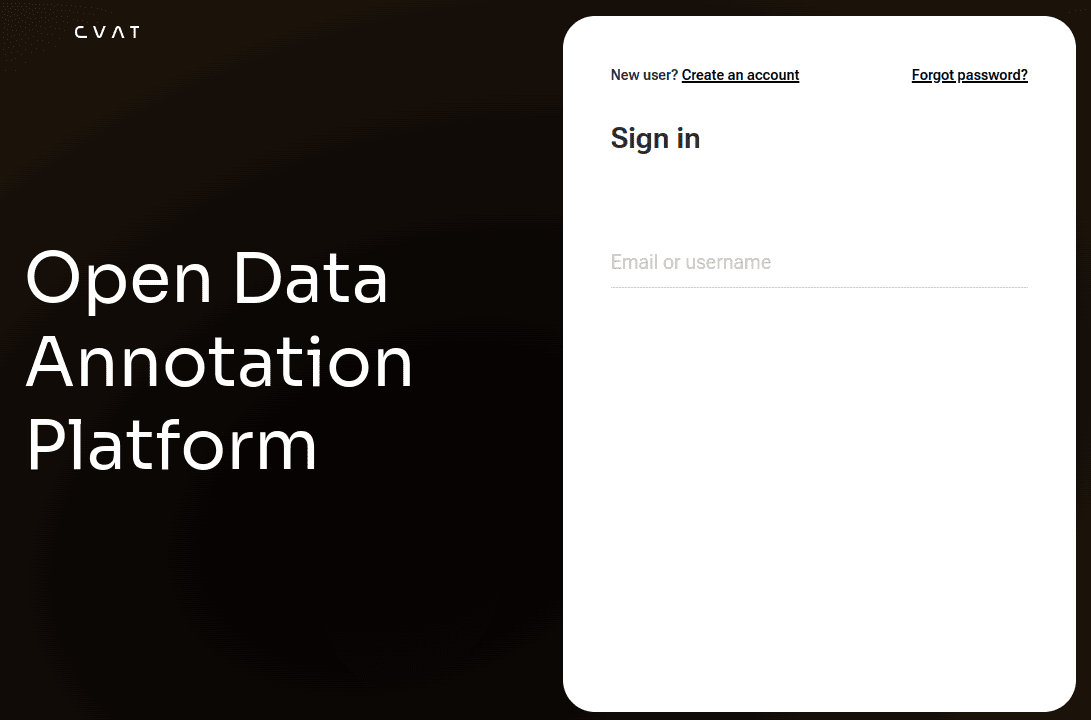 CVAT
Open Data
Annotation
Platform
New user? Create an account
Forgot password?
Sign in
Email or username